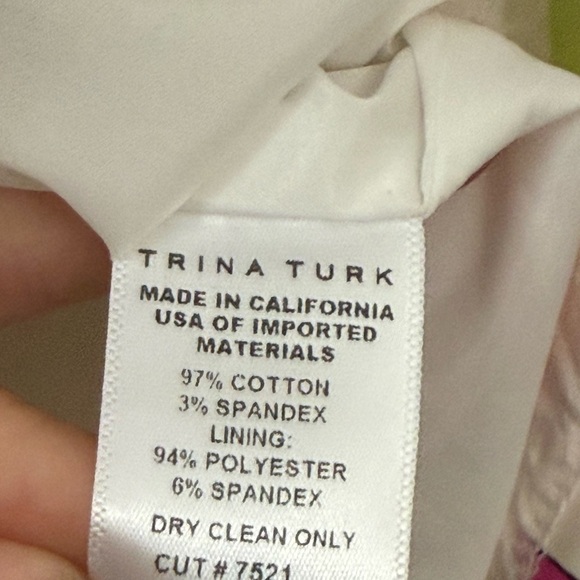 TRINA TURK
MADE IN CALIFORNIA
USA OF IMPORTED
MATERIALS
97% COTTON
3% SPANDEX
LINING:
94% POLYESTER
6% SPANDEX
DRY CLEAN ONLY
CUT # 7521